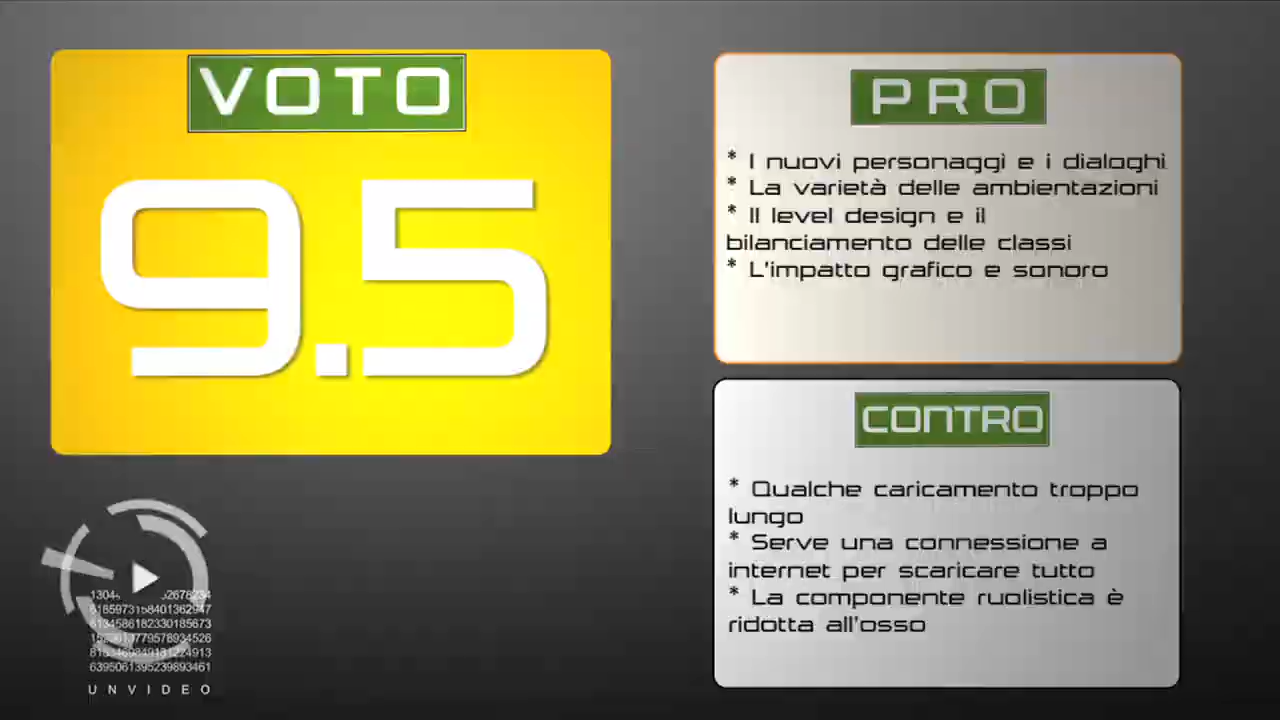 VOTO
9.5
PRO
* I nuovi personaggi e i dialoghi
* La varietà delle ambientazioni
* Il level design e il
bilanciamento delle classi
* L'impatto grafico e sonoro
CONTRO
* Qualche caricamento troppo
lungo
* Serve una connessione a
internet per scaricare tutto
* La componente ruolistica è
ridotta all'osso
6395061395239893461
UNVIDEO